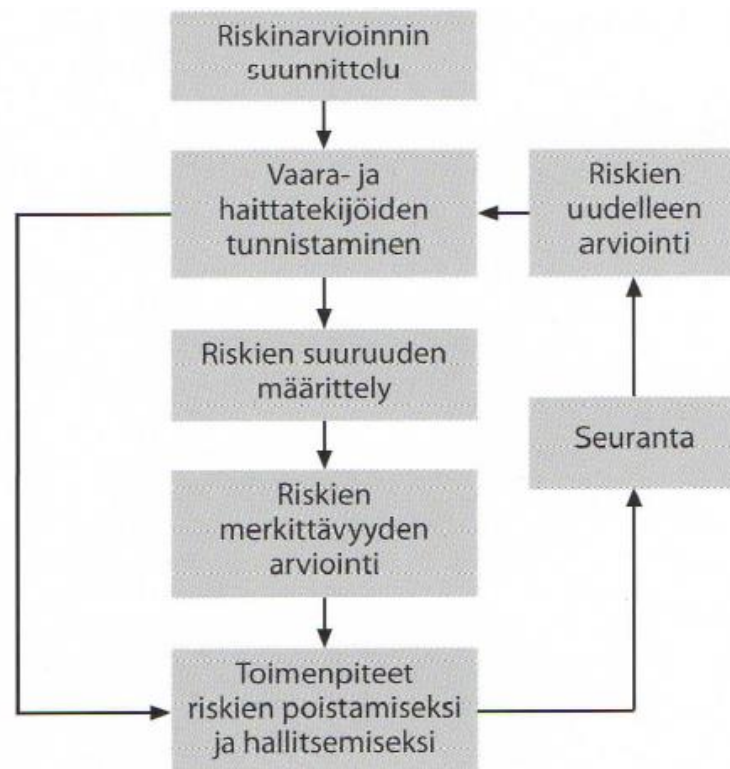 Riskinarvioinnin
suunnittelu
Vaara- ja
haittatekijöiden
tunnistaminen
Riskien
uudelleen
arviointi
Riskien suuruuden
määrittely
Seuranta
Riskien
merkittävyyden
arviointi
Toimenpiteet
riskien poistamiseksi
ja hallitsemiseksi